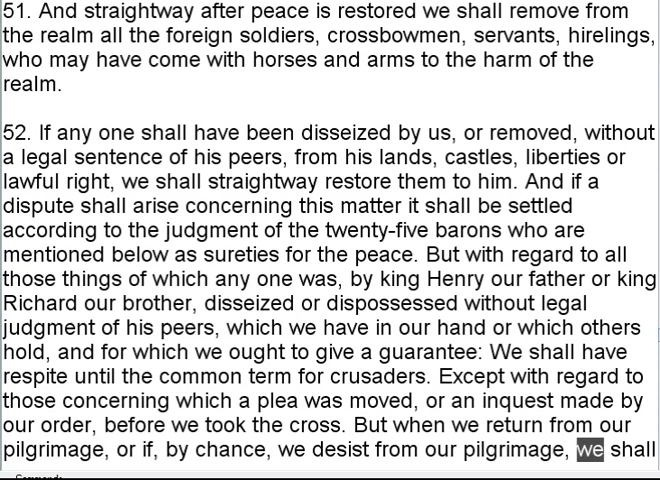 51. And straightway after peace is restored we shall remove from
the realm all the foreign soldiers, crossbowmen, servants, hirelings,
who may have come with horses and arms to the harm of the
realm.
52. If any one shall have been disseized by us, or removed, without
a legal sentence of his peers, from his lands, castles, liberties or
lawful right, we shall straightway restore them to him. And if a
dispute shall arise concerning this matter it shall be settled
according to the judgment of the twenty-five barons who are
mentioned below as sureties for the peace. But with regard to all
those things of which any one was, by king Henry our father or king
Richard our brother, disseized or dispossessed without legal
judgment of his peers, which we have in our hand or which others
hold, and for which we ought to give a guarantee: We shall have
respite until the common term for crusaders. Except with regard to
those concerning which a plea was moved, or an inquest made by
our order, before we took the cross. But when we return from our
pilgrimage, or if, by chance, we desist from our pilgrimage, we shall